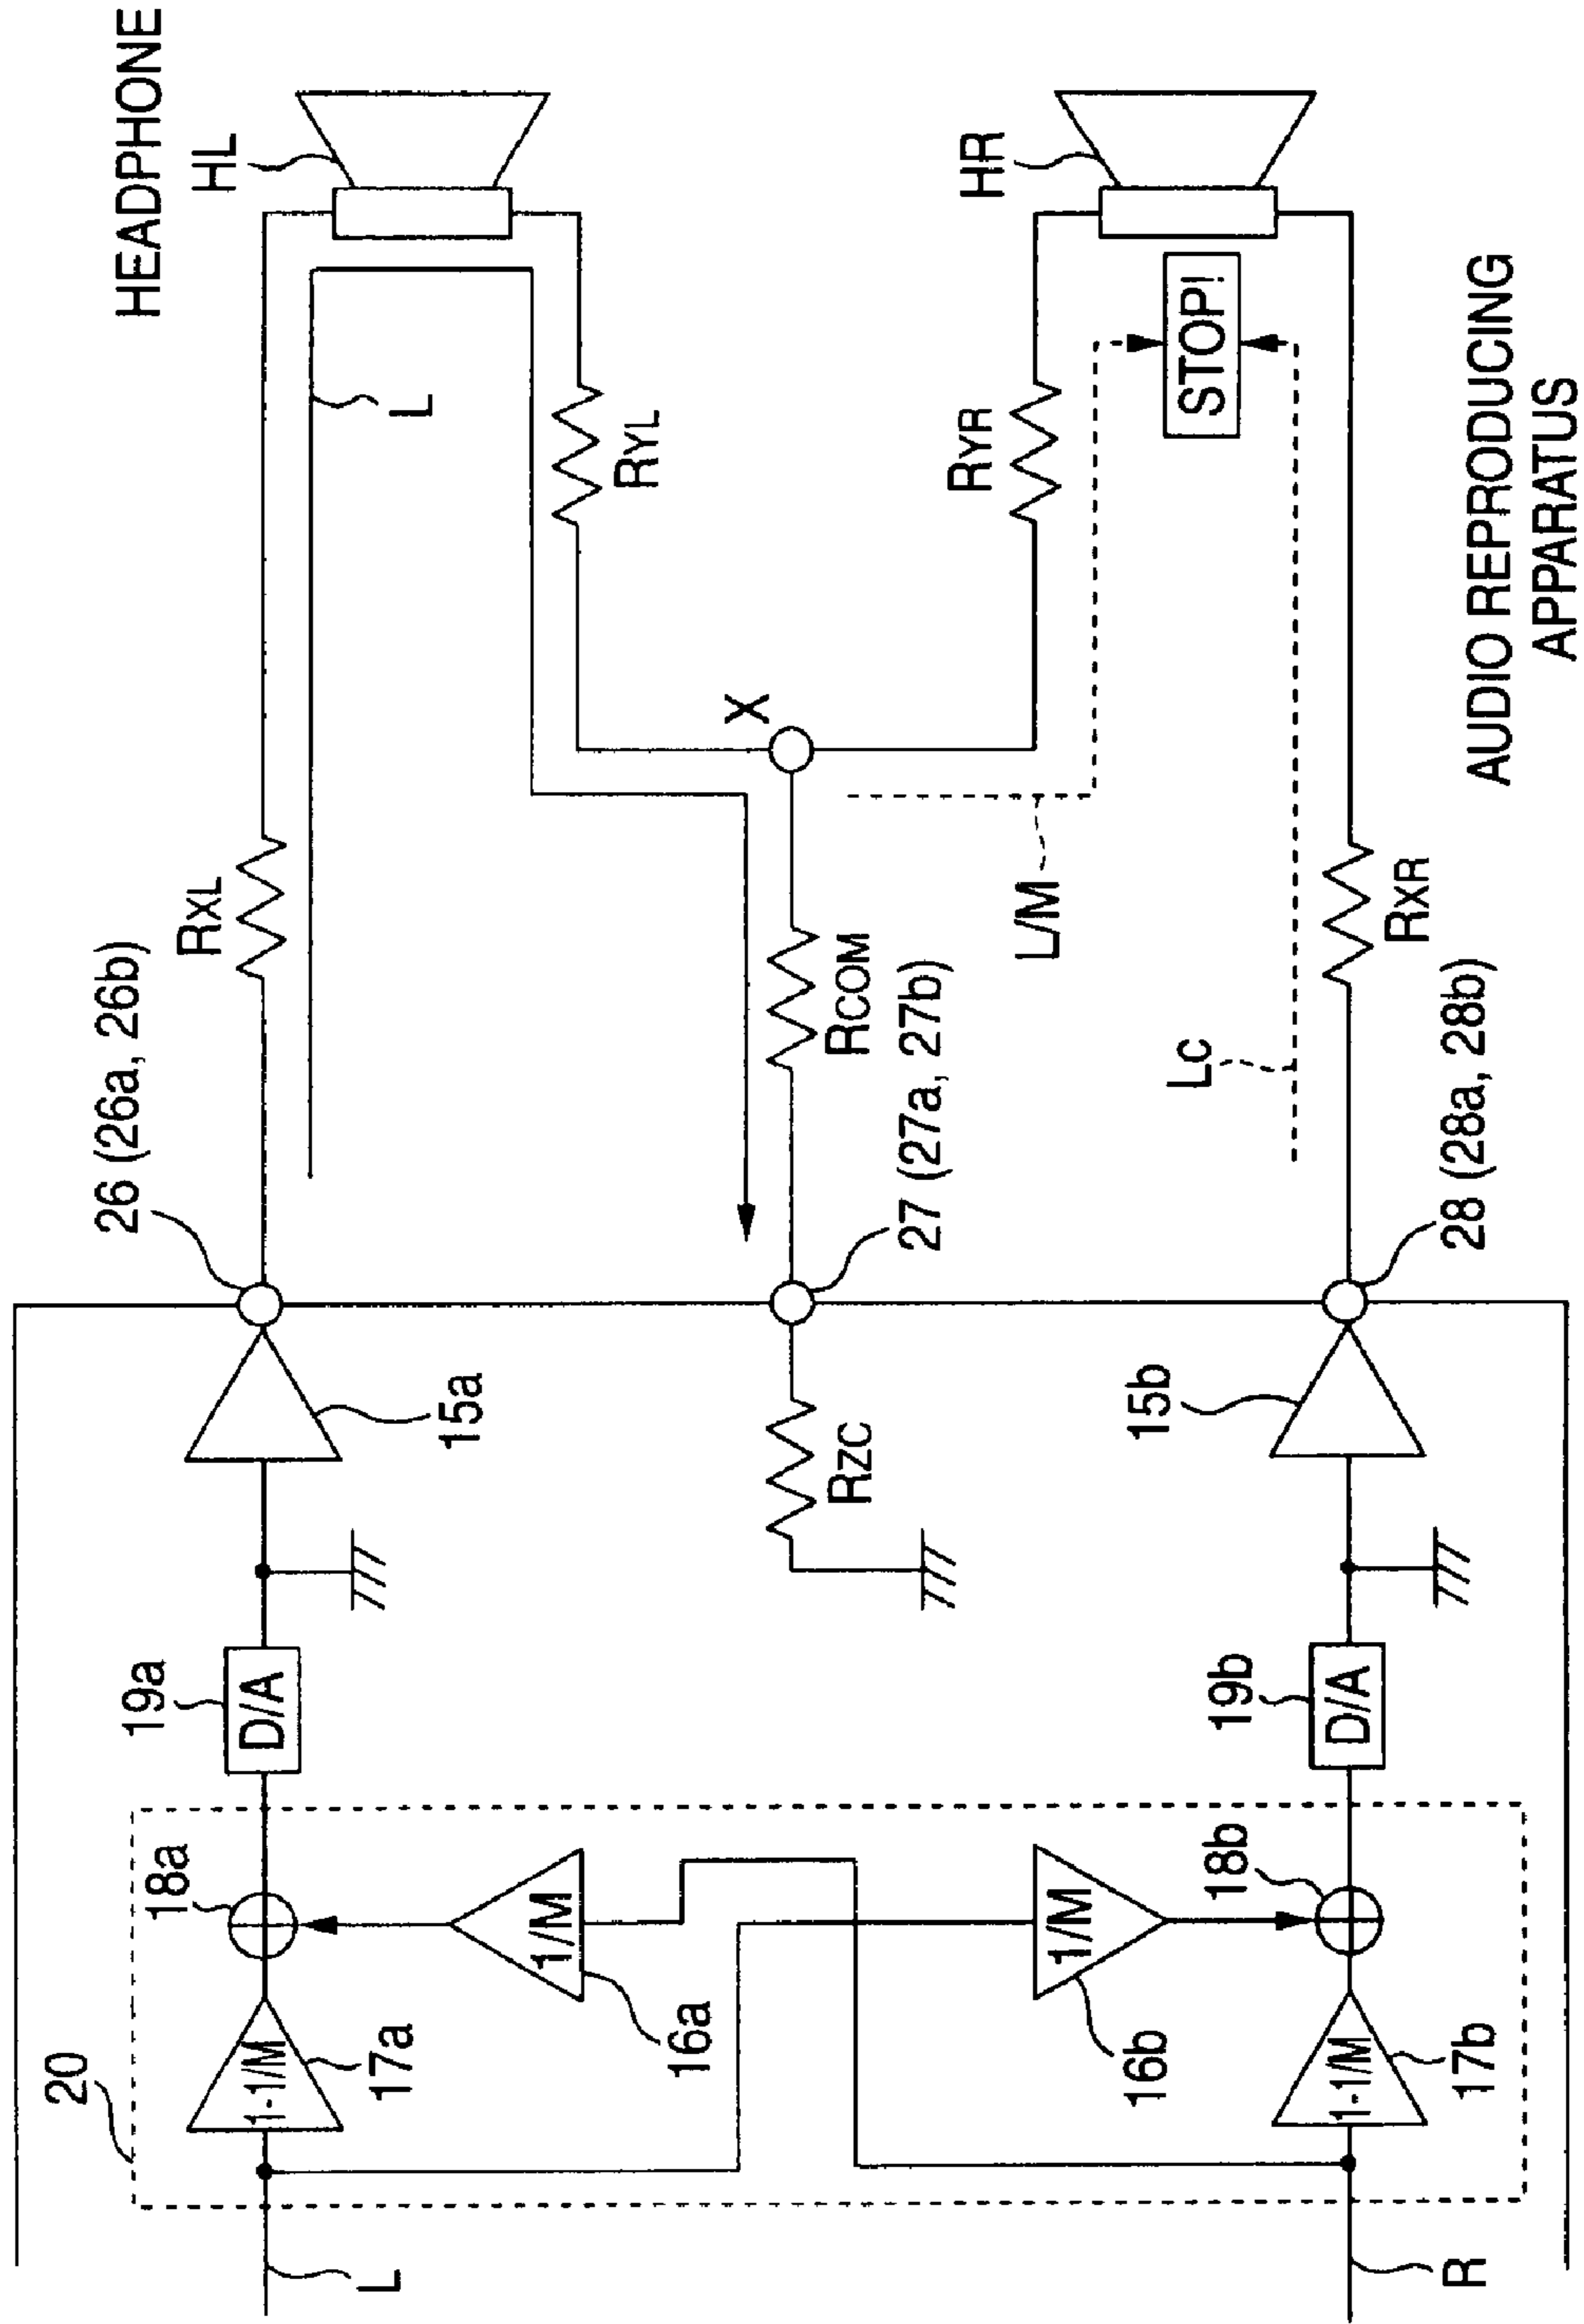 HEADPHONE
HL
HR
26 (26a, 26b)
RXL
L
RYL
X
RYR
STOP!
RCOM
L/M
27 (27a, 27b)
LC
RXR
28 (28a, 28b)
AUDIO REPRODUCING
APPARATUS
15a
RZC
15b
19a
D/A
19b
D/A
20
18a
1-1/M
17a
1/M
16a
1/M
16b
18b
1-1/M
17b
L
R